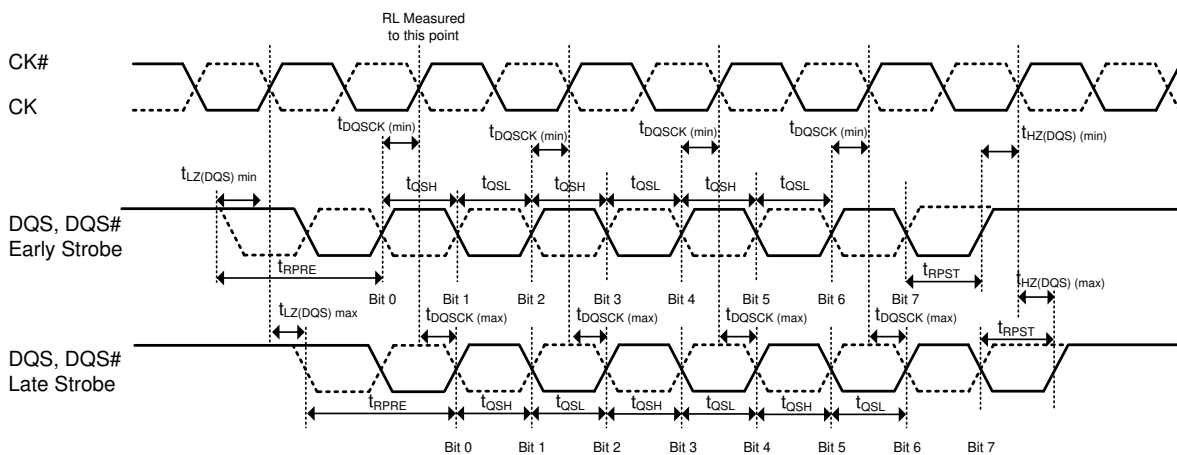 RL Measured
to this point
CK#
CK
tDQSCK (min) tDQSCK (min) tDQSCK (min) tDQSCK (min) tHZ(DQS) (min)
tLZ(DQS) min
tQSH tQSL tQSH tQSL tQSH tQSL
DQS, DQS#
Early Strobe
tRPRE tRPST
tHZ(DQS) (max)
Bit 0 Bit 1 Bit 2 Bit 3 Bit 4 Bit 5 Bit 6 Bit 7
tLZ(DQS) max
tDQSCK (max) tDQSCK (max) tDQSCK (max) tDQSCK (max) tRPST
DQS, DQS#
Late Strobe
tRPRE tQSH tQSL tQSH tQSL tQSH tQSL
Bit 0 Bit 1 Bit 2 Bit 3 Bit 4 Bit 5 Bit 6 Bit 7